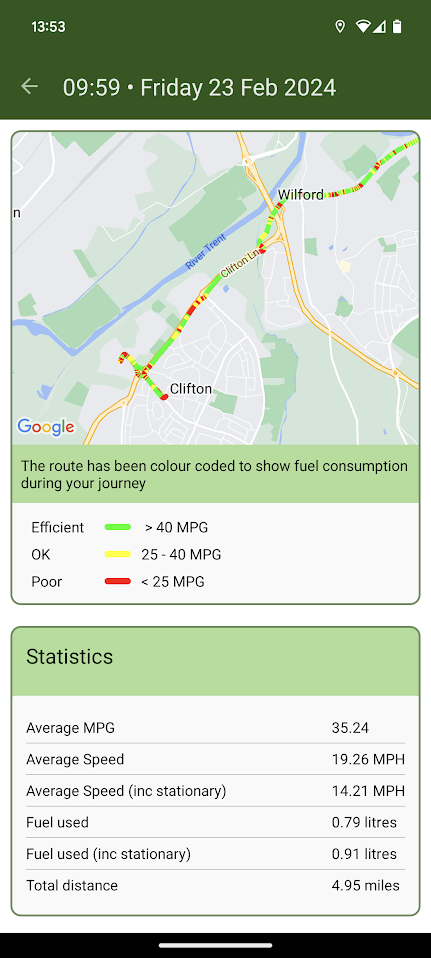 13:53
09:59 • Friday 23 Feb 2024
Wilford
n
River Trent
Clifton Ln
Clifton
Google
The route has been colour coded to show fuel consumption
during your journey
Efficient > 40 MPG
OK 25 - 40 MPG
Poor < 25 MPG
Statistics
Average MPG 35.24
Average Speed 19.26 MPH
Average Speed (inc stationary) 14.21 MPH
Fuel used 0.79 litres
Fuel used (inc stationary) 0.91 litres
Total distance 4.95 miles